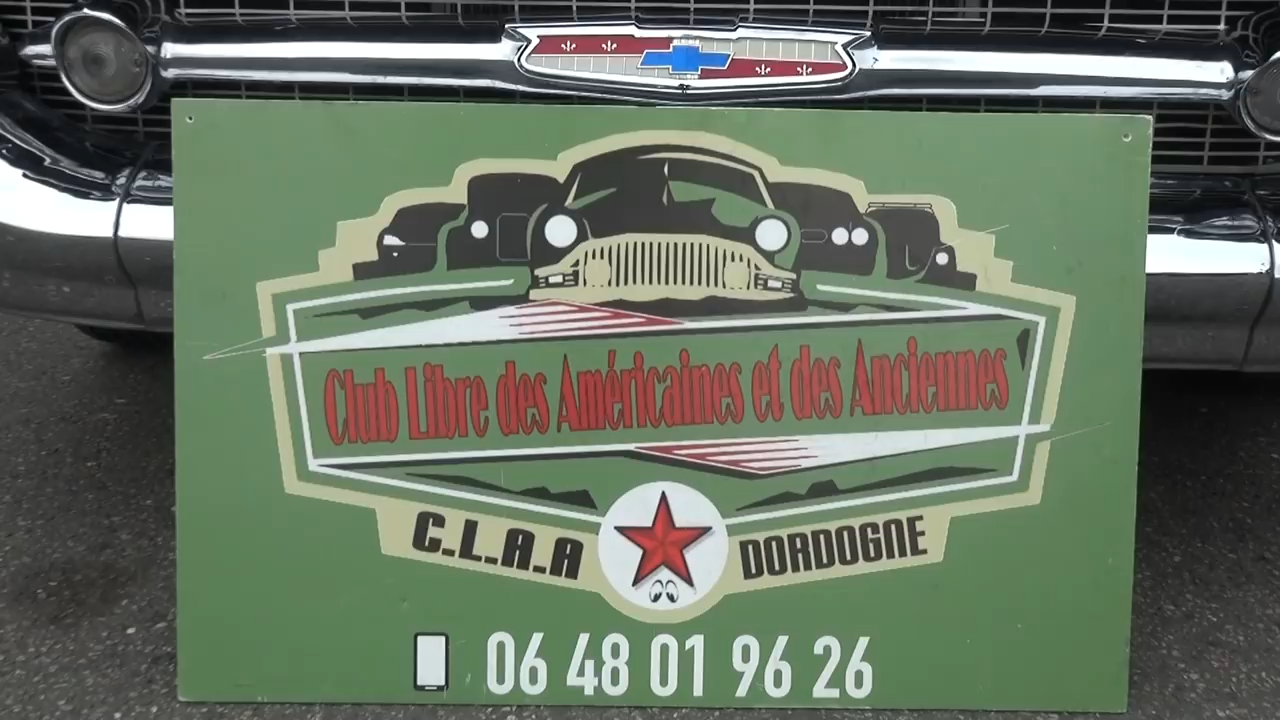 Club Libre des Américaines et des Anciennes
C.L.A.A DORDOGNE
06 48 01 96 26